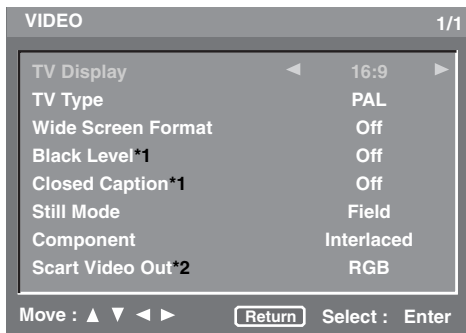 VIDEO 1/1
TV Display ◄ 16:9 ►
TV Type PAL
Wide Screen Format Off
Black Level*1 Off
Closed Caption*1 Off
Still Mode Field
Component Interlaced
Scart Video Out*2 RGB
Move : ▲ ▼ ◄ ► Return Select : Enter